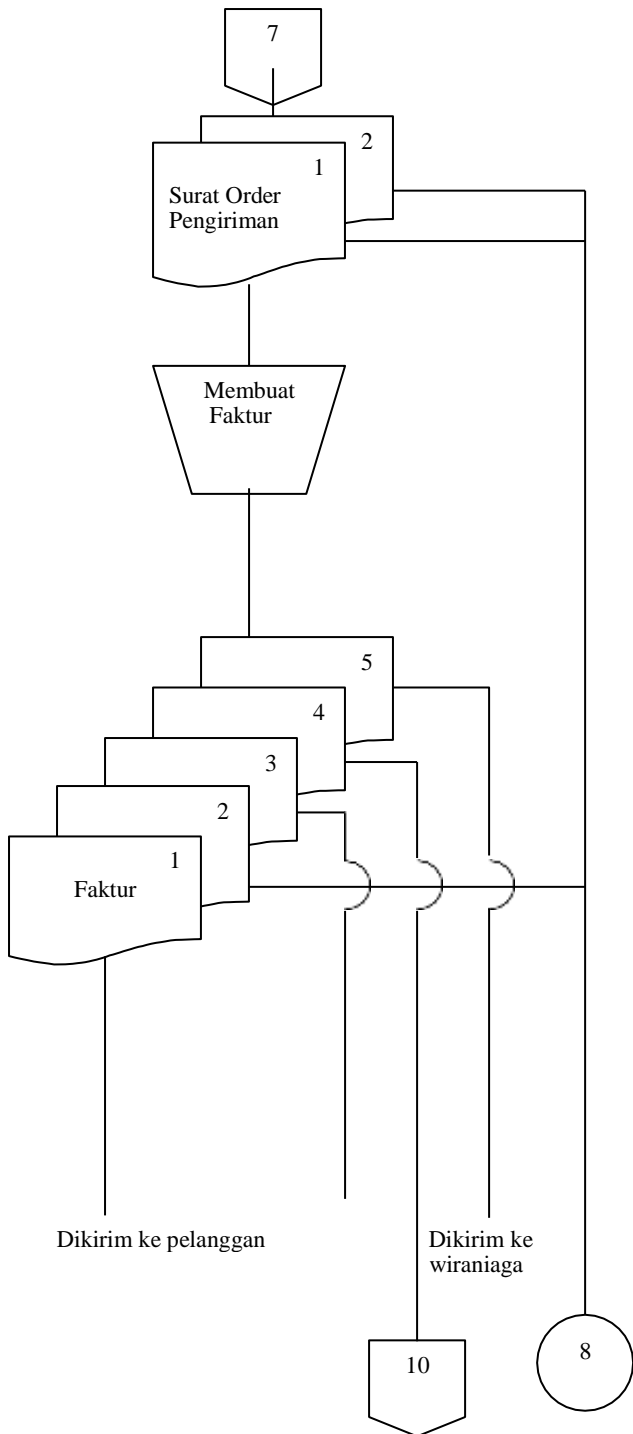 7
2
1
Surat Order
Pengiriman
Membuat
Faktur
5
4
3
2
1
Faktur
Dikirim ke pelanggan
Dikirim ke
wiraniaga
10
8